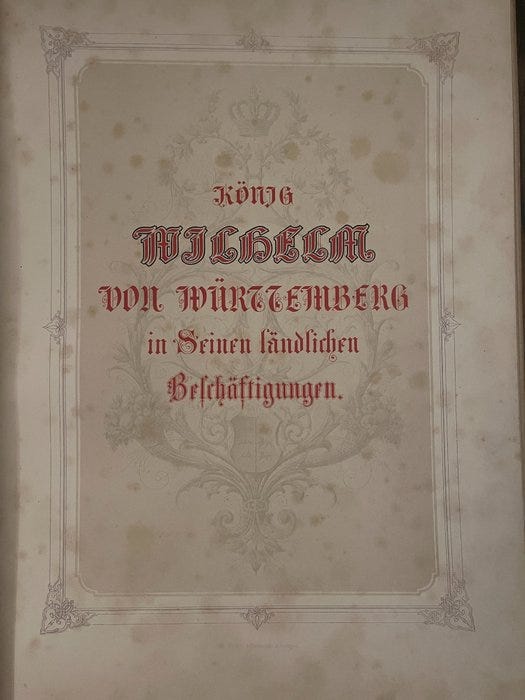 KÖNIG
WILHELM
VON WÜRTTEMBERG
in Seinen ländlichen
Beschäftigungen.